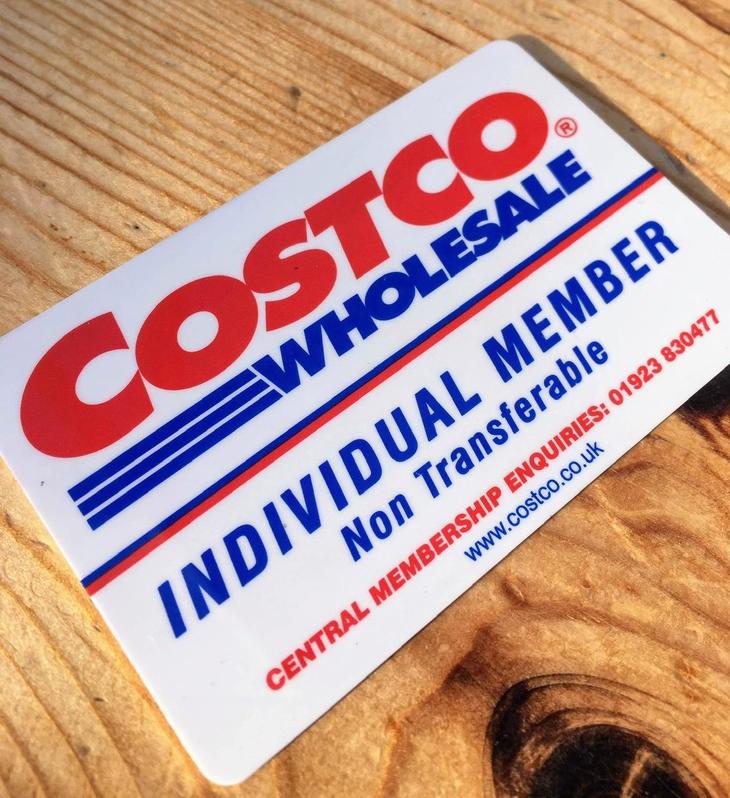 COSTCO®
WHOLESALE
INDIVIDUAL MEMBER
Non Transferable
CENTRAL MEMBERSHIP ENQUIRIES: 01923 830477
www.costco.co.uk